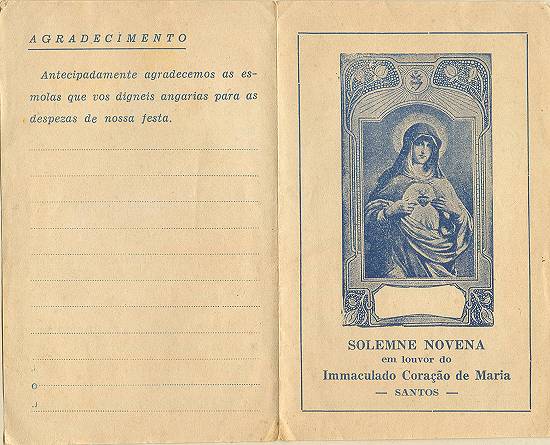 AGRADECIMENTO
Antecipadamente agradecemos as es-
molas que vos digneis angarias para as
despezas de nossa festa.
O
SOLEMNE NOVENA
em louvor do
Immaculado Coração de Maria
— SANTOS —